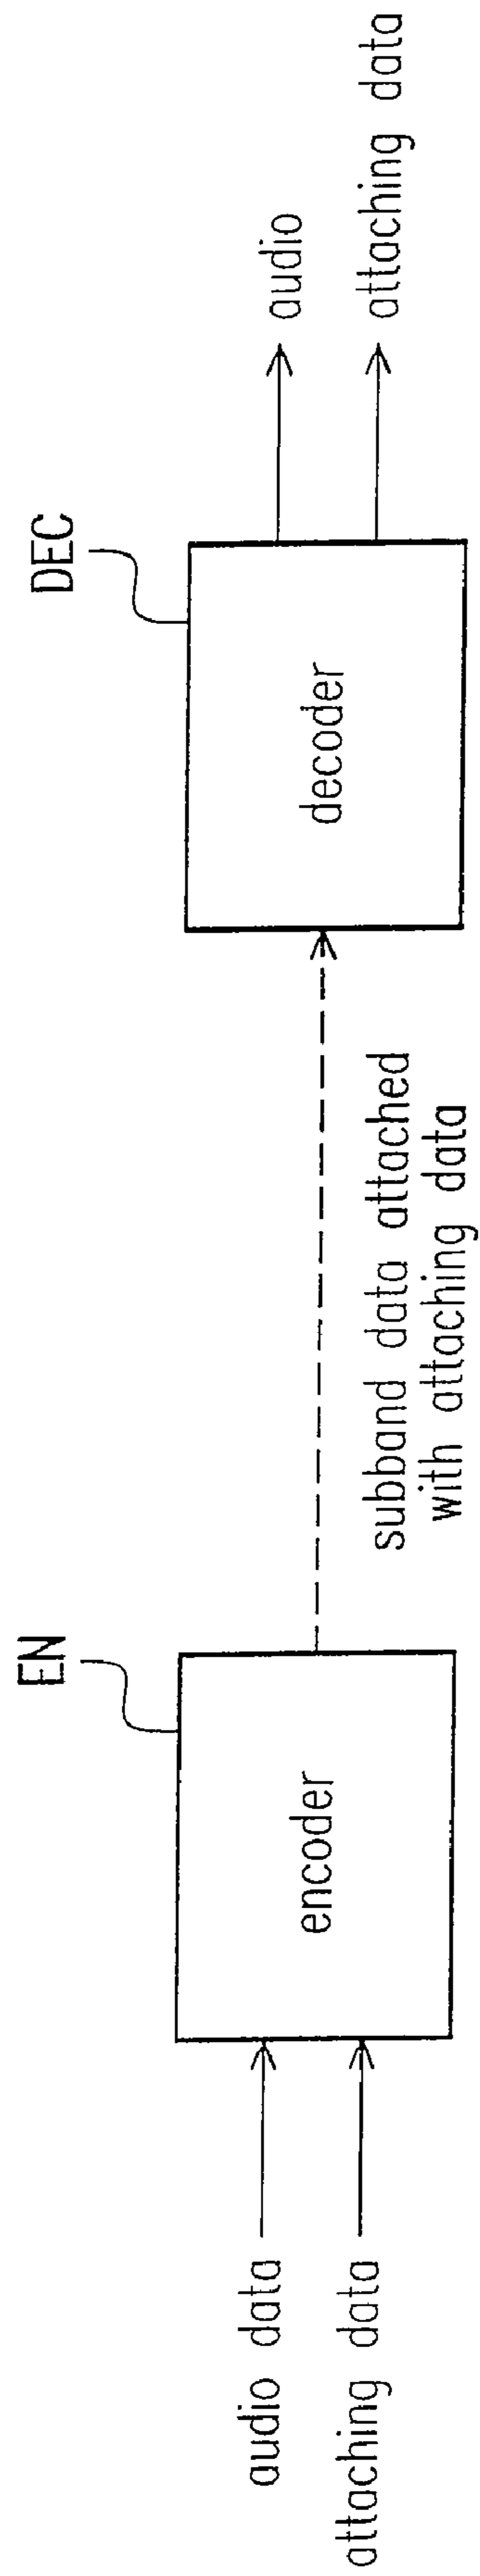 audio data
attaching data
EN
encoder
subband data attached
with attaching data
DEC
decoder
audio
attaching data